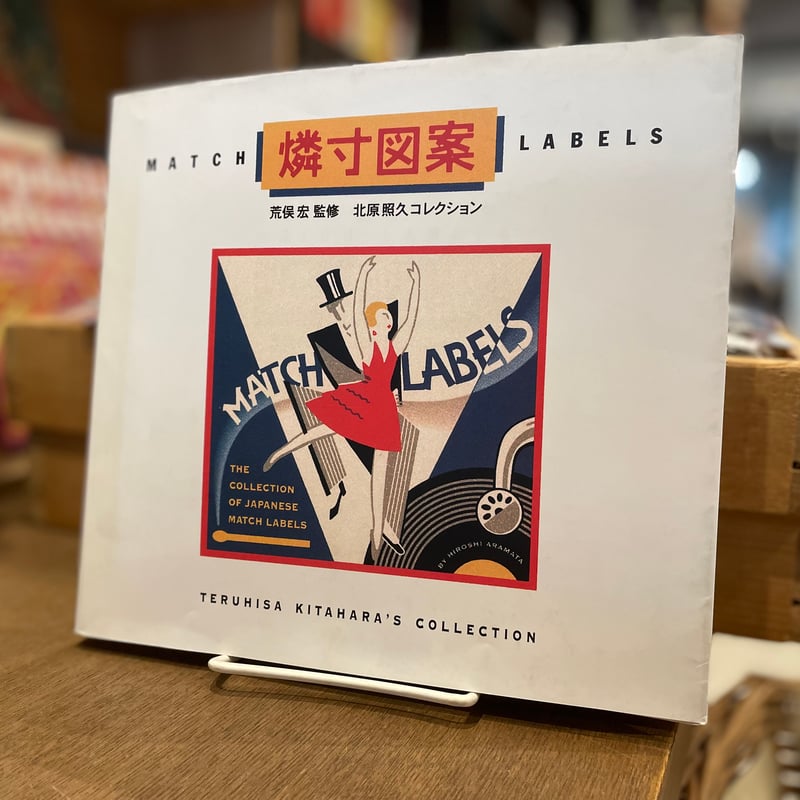 MATCH 燐寸図案 LABELS
荒俣宏 監修 北原照久コレクション
MATCH LABELS
THE
COLLECTION
OF JAPANESE
MATCH LABELS
BY HIROSHI ARAMATA
TERUHISA KITAHARA'S COLLECTION